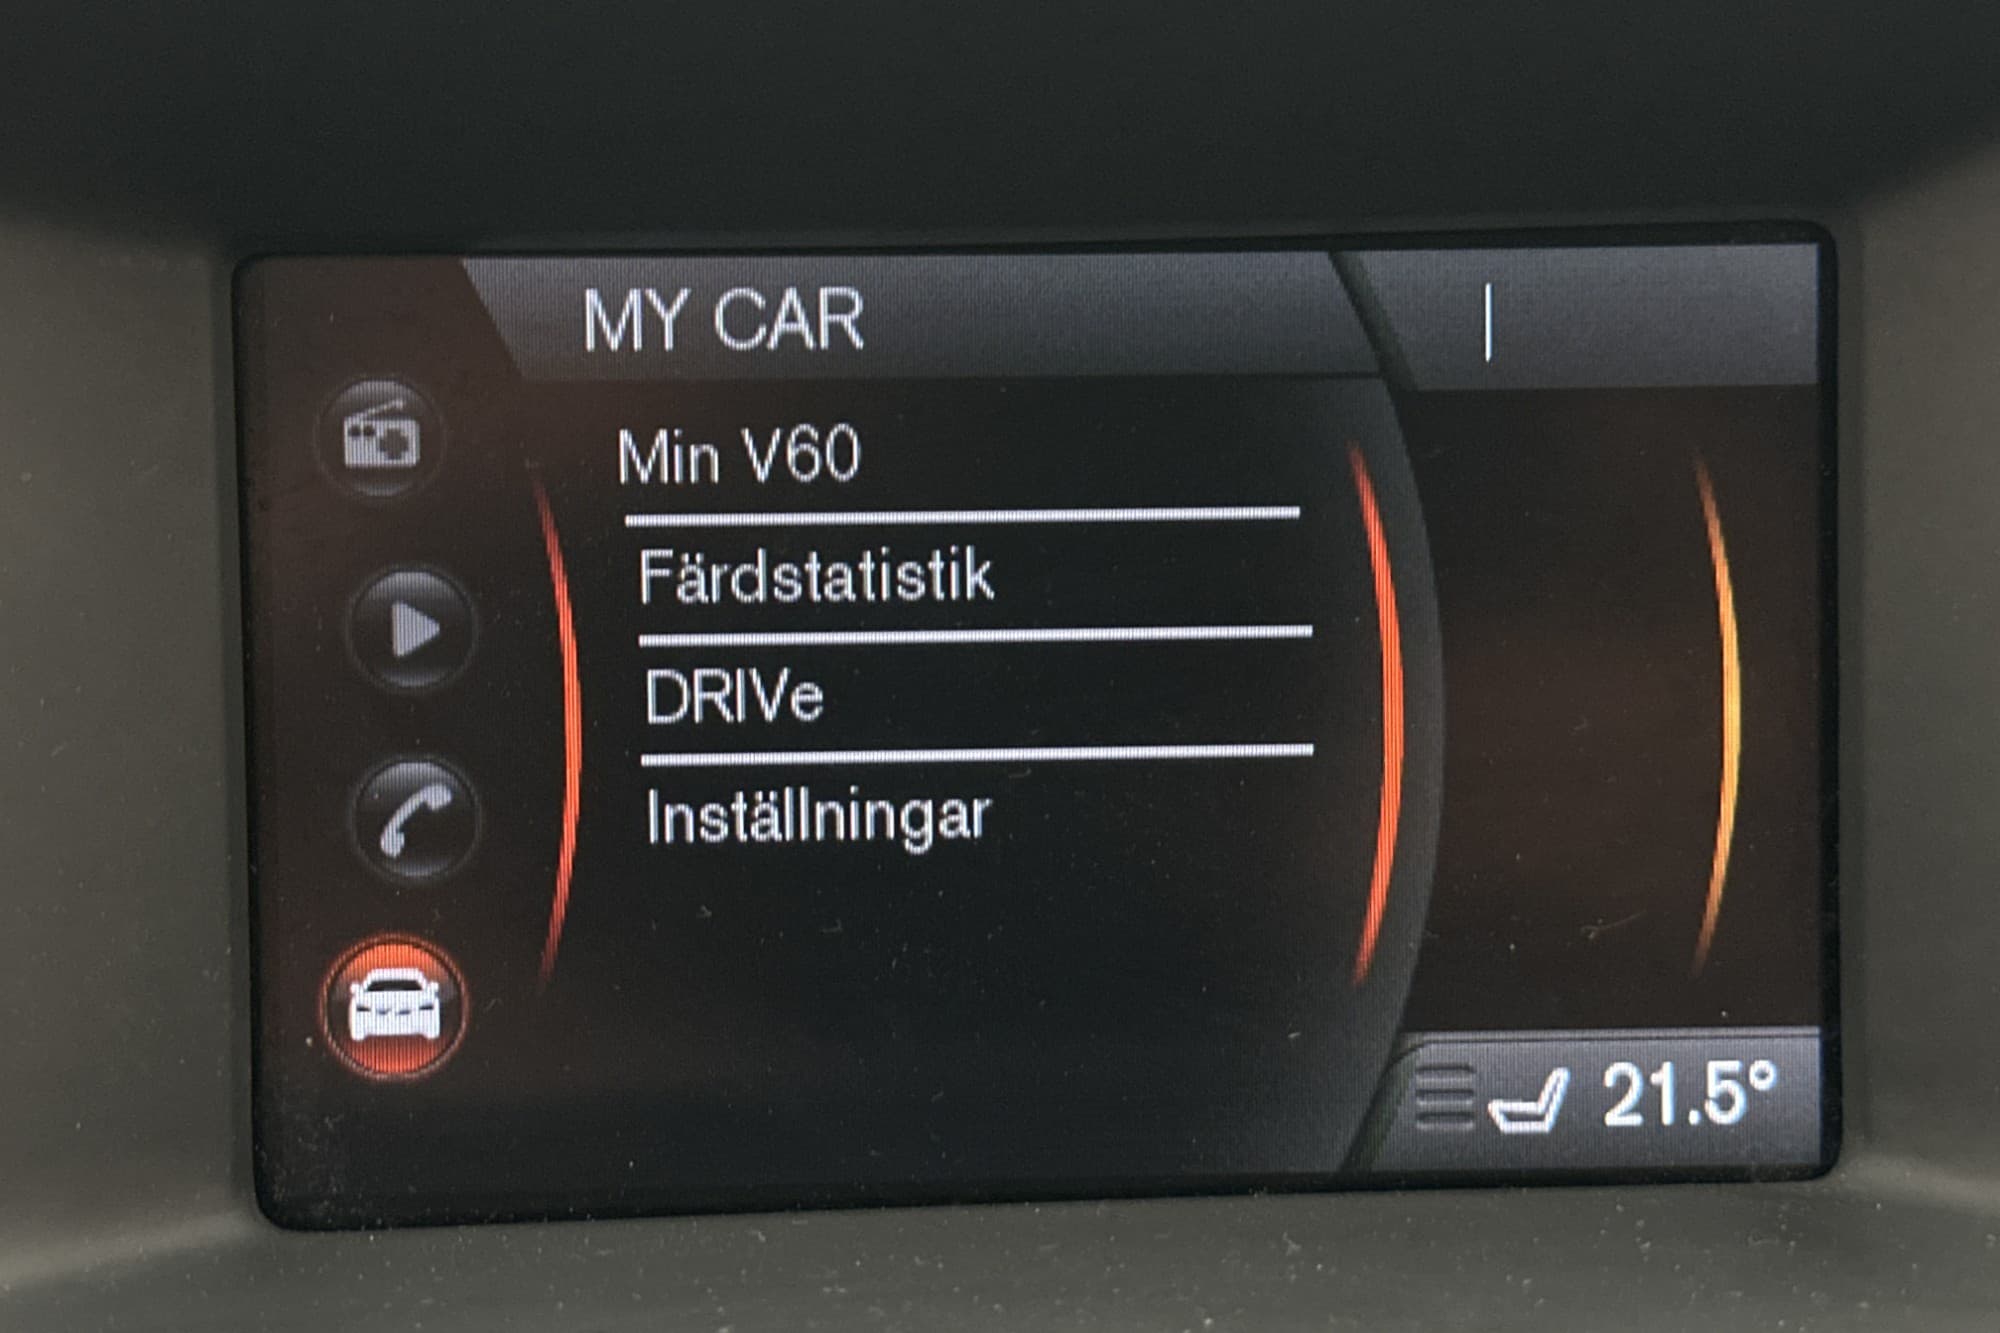 MY CAR
Min V60
Färdstatistik
DRIVe
Inställningar
21.5°